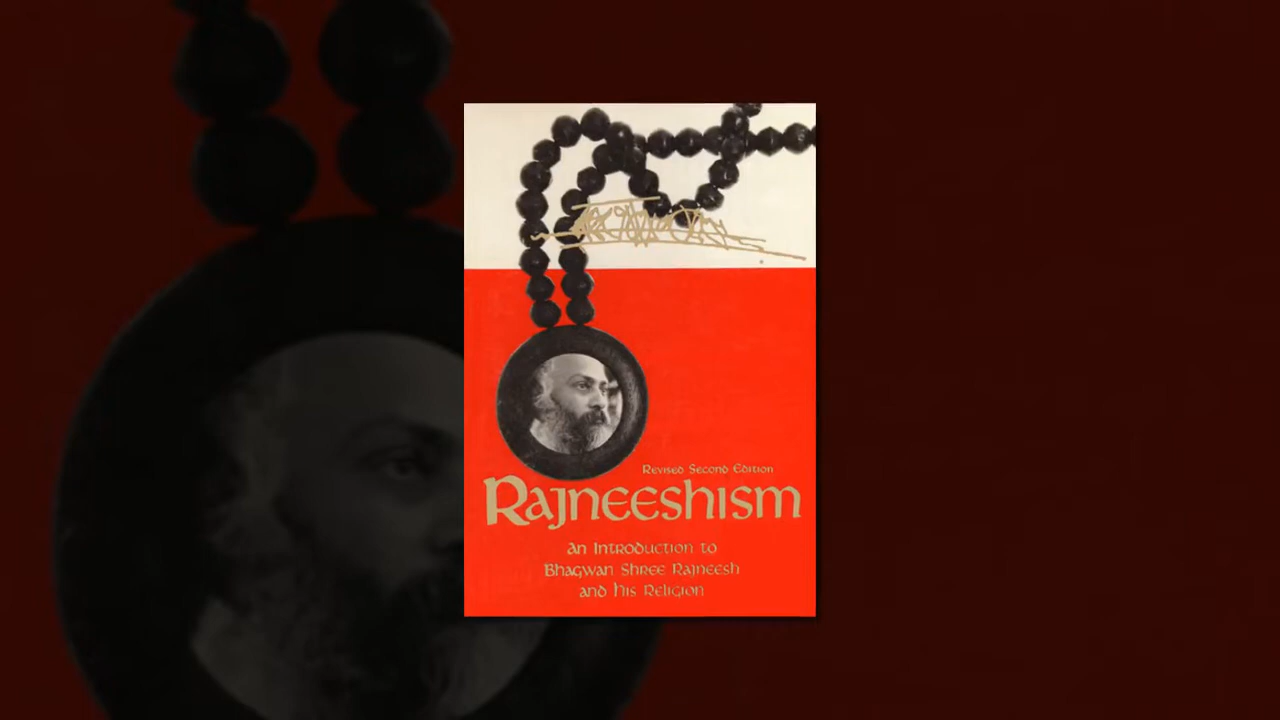 Revised Second Edition
Rajneeshism
an Introduction to
Bhagwan Shree Rajneesh
and His Religion